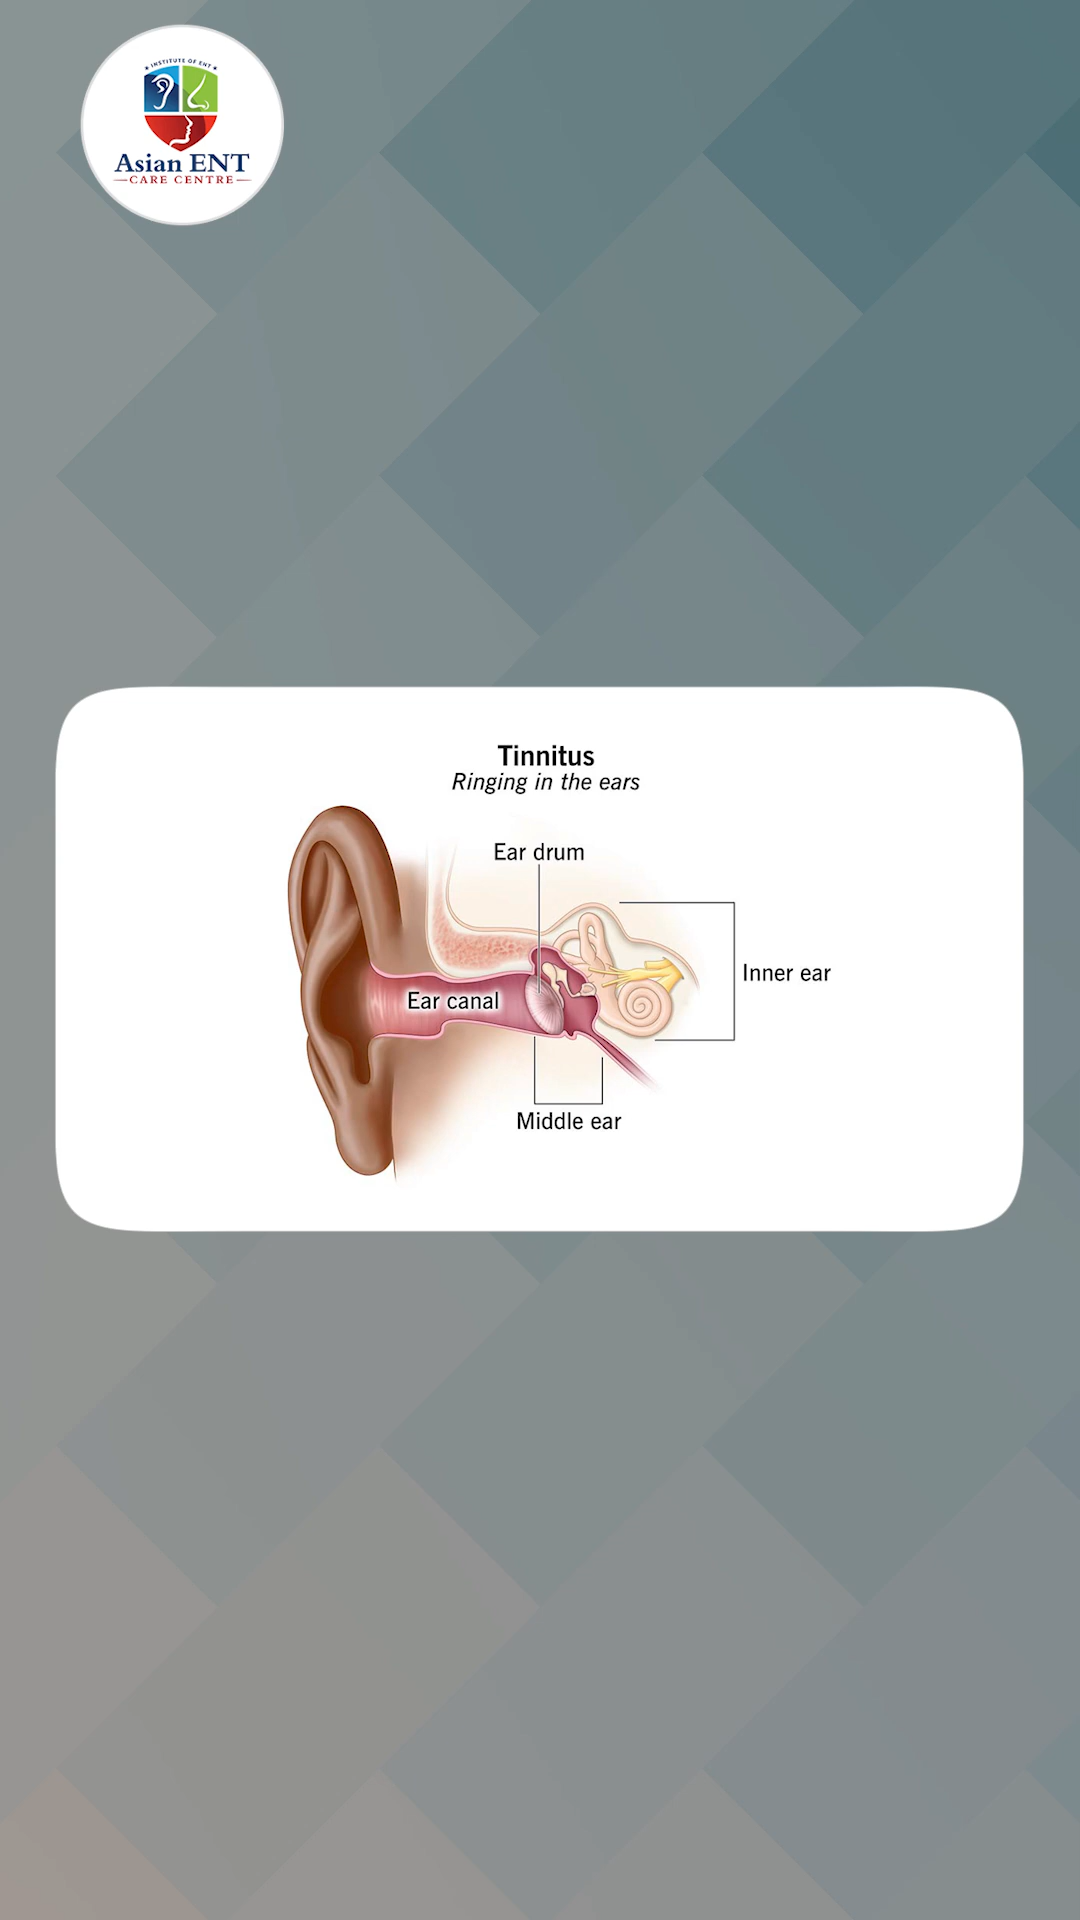 ★ INSTITUTE OF ENT ★
Asian ENT
CARE CENTRE
Tinnitus
Ringing in the ears
Ear drum
Inner ear
Ear canal
Middle ear